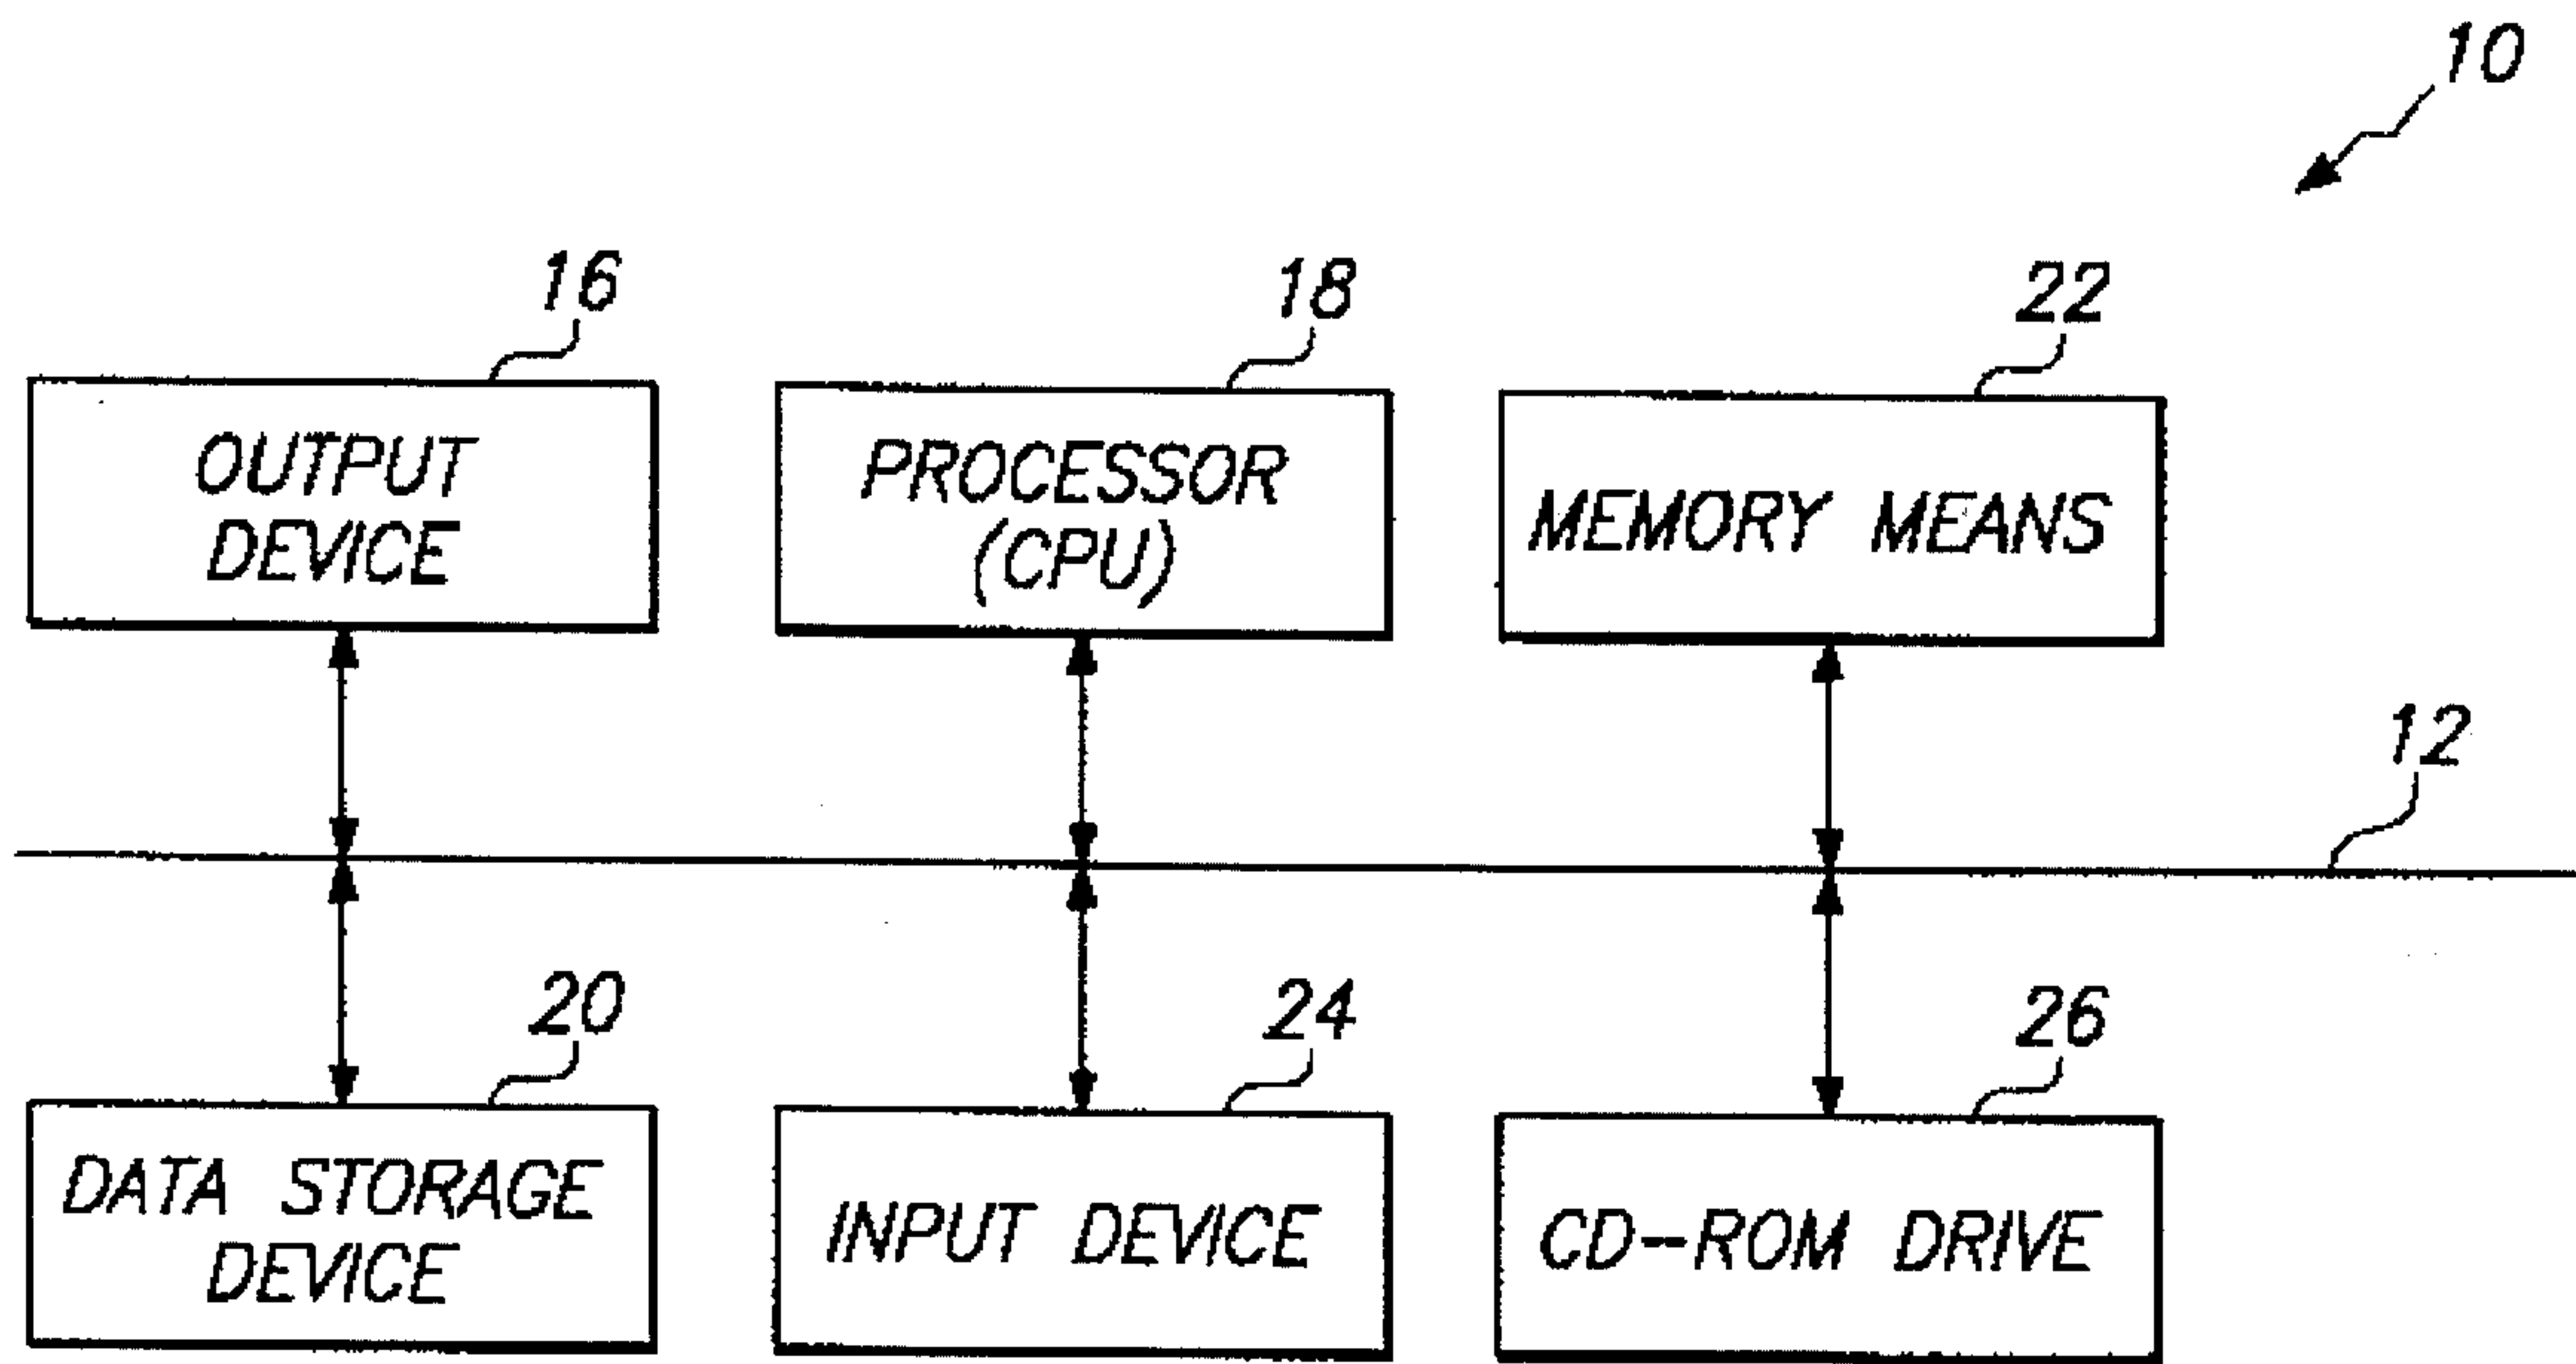 10
16
18
22
OUTPUT
DEVICE
PROCESSOR
(CPU)
MEMORY MEANS
12
20
24
26
DATA STORAGE
DEVICE
INPUT DEVICE
CD-ROM DRIVE